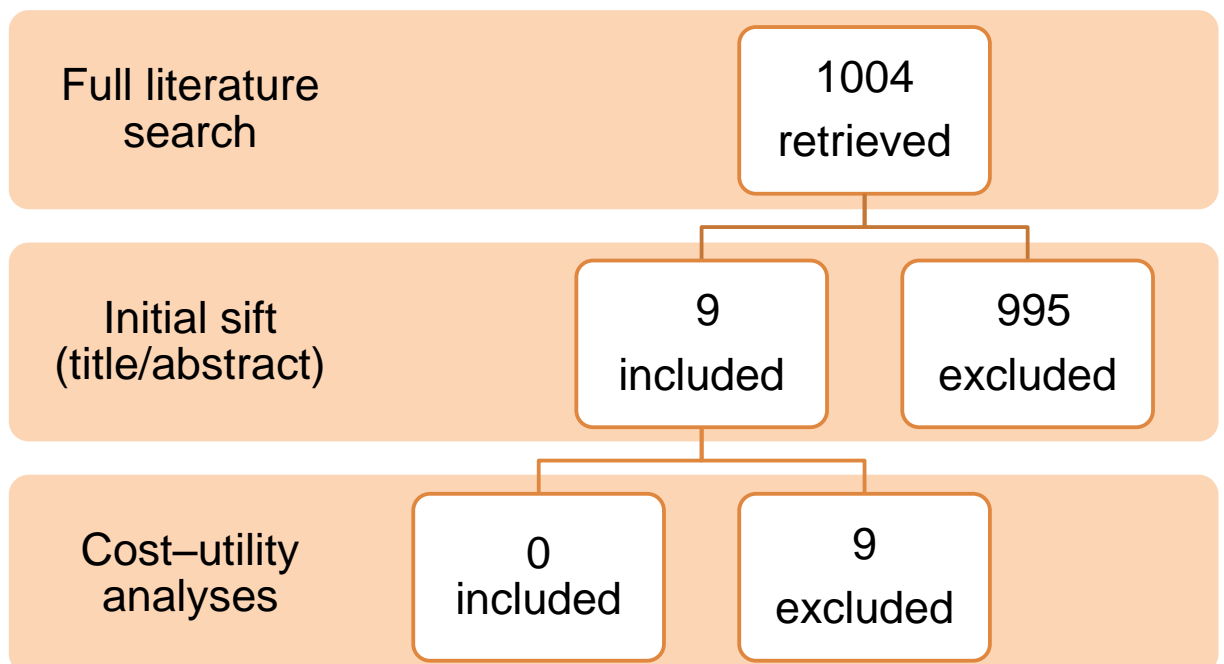 Full literature
search
1004
retrieved
Initial sift
(title/abstract)
9
included
995
excluded
Cost–utility
analyses
0
included
9
excluded